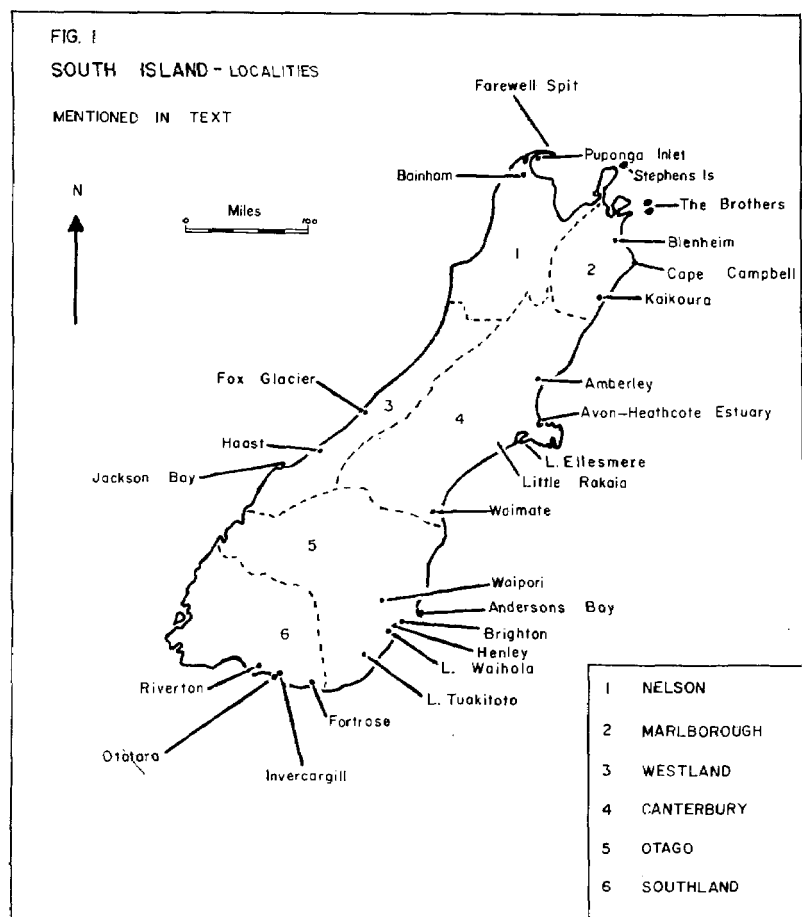 FIG. 1
SOUTH ISLAND - LOCALITIES
MENTIONED IN TEXT
Farewell Spit
Puponga Inlet
Bainham
Stephens Is
N
The Brothers
Miles
0
100
Blenheim
1
2
Cape Campbell
Kaikoura
Fox Glacier
Amberley
3
4
Avon-Heathcote Estuary
Haast
L. Ellesmere
Jackson Bay
Little Rakaia
Waimate
5
Waipori
Andersons Bay
Brighton
6
Henley
L. Waihola
Riverton
L. Tuakitoto
Fortrose
Otatara
Invercargill
1 NELSON
2 MARLBOROUGH
3 WESTLAND
4 CANTERBURY
5 OTAGO
6 SOUTHLAND